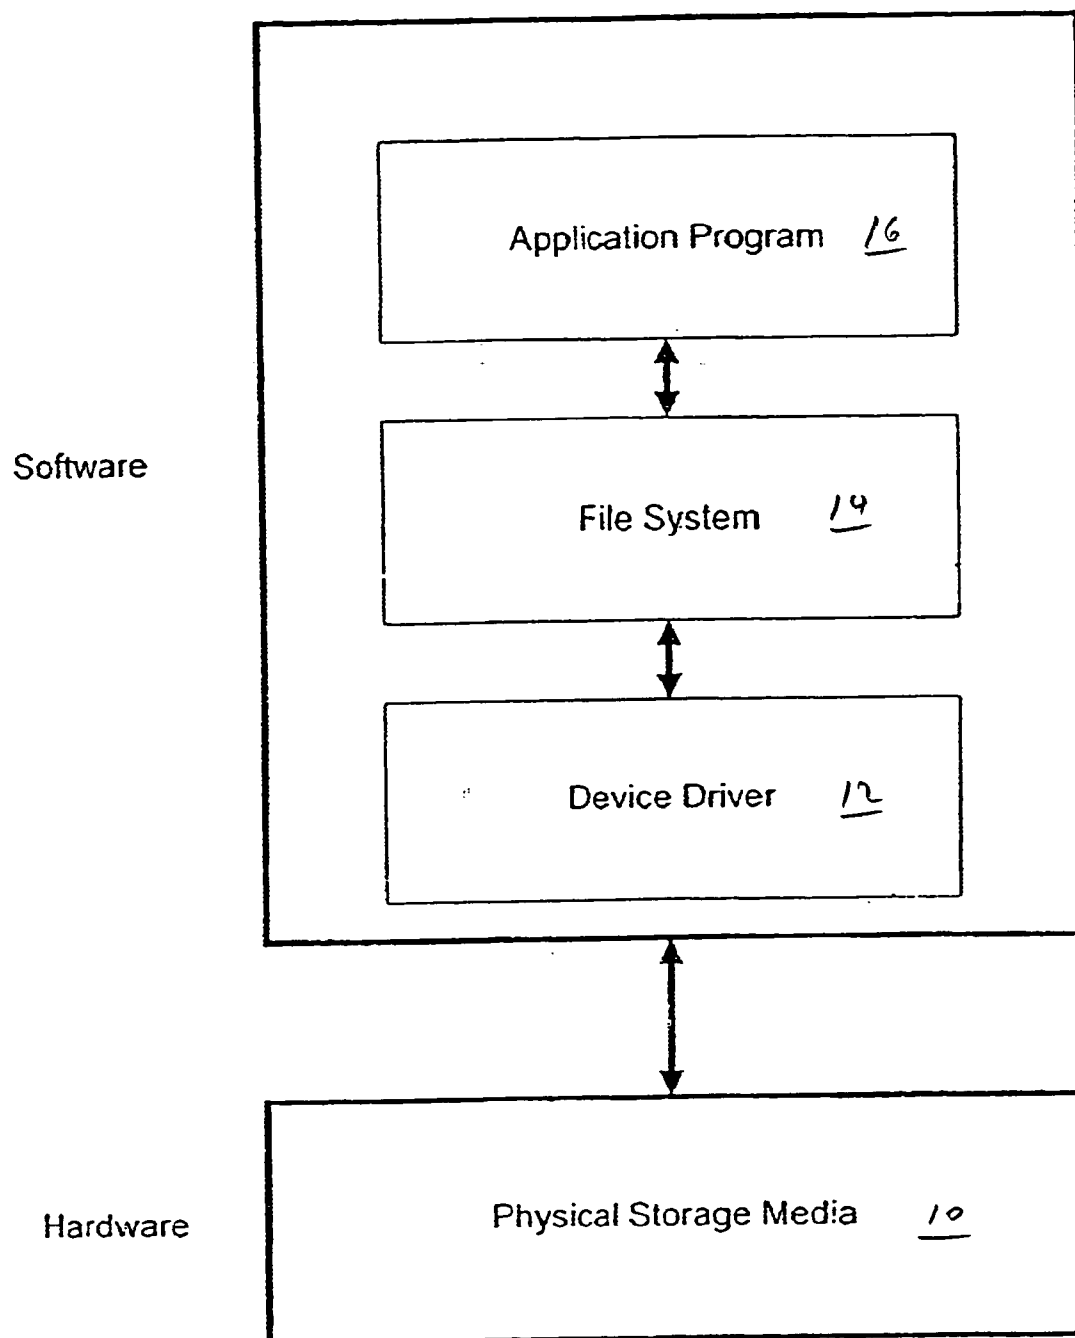 Application Program 16
Software
File System 14
Device Driver 12
Hardware
Physical Storage Media 10